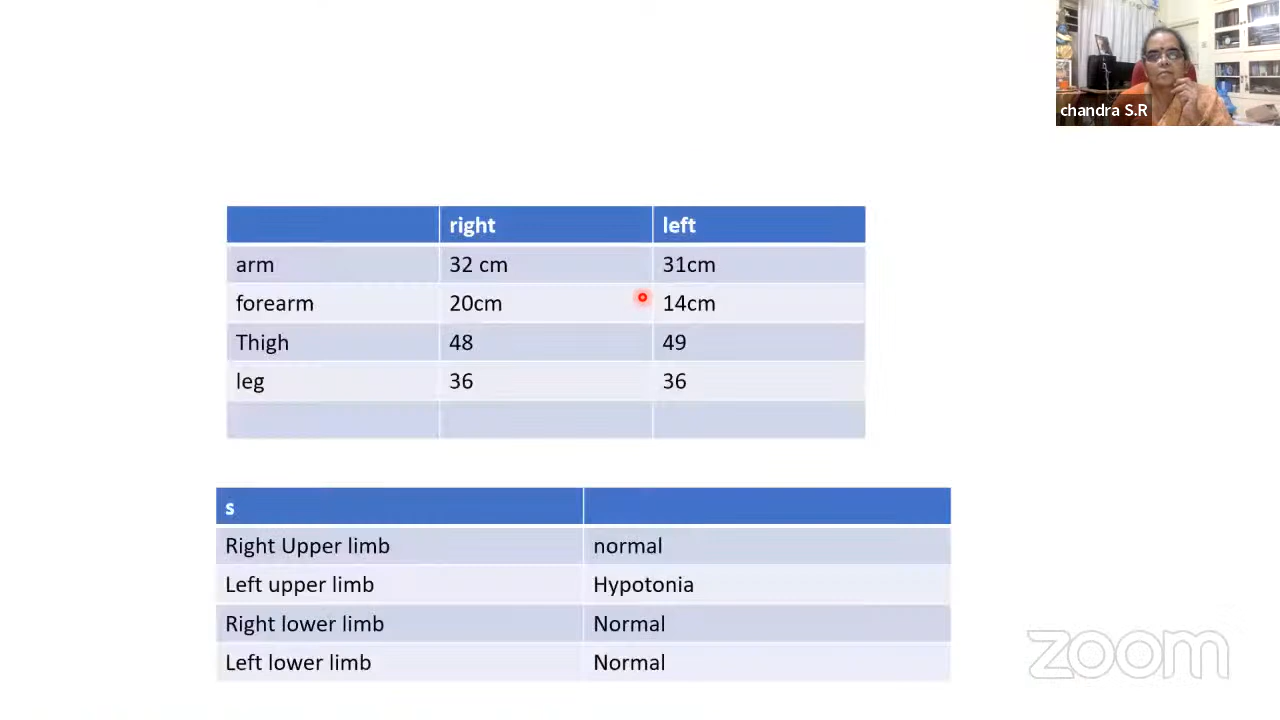 chandra S.R
right left
arm 32 cm 31cm
forearm 20cm 14cm
Thigh 48 49
leg 36 36
s
Right Upper limb normal
Left upper limb Hypotonia
Right lower limb Normal
Left lower limb Normal
zoom